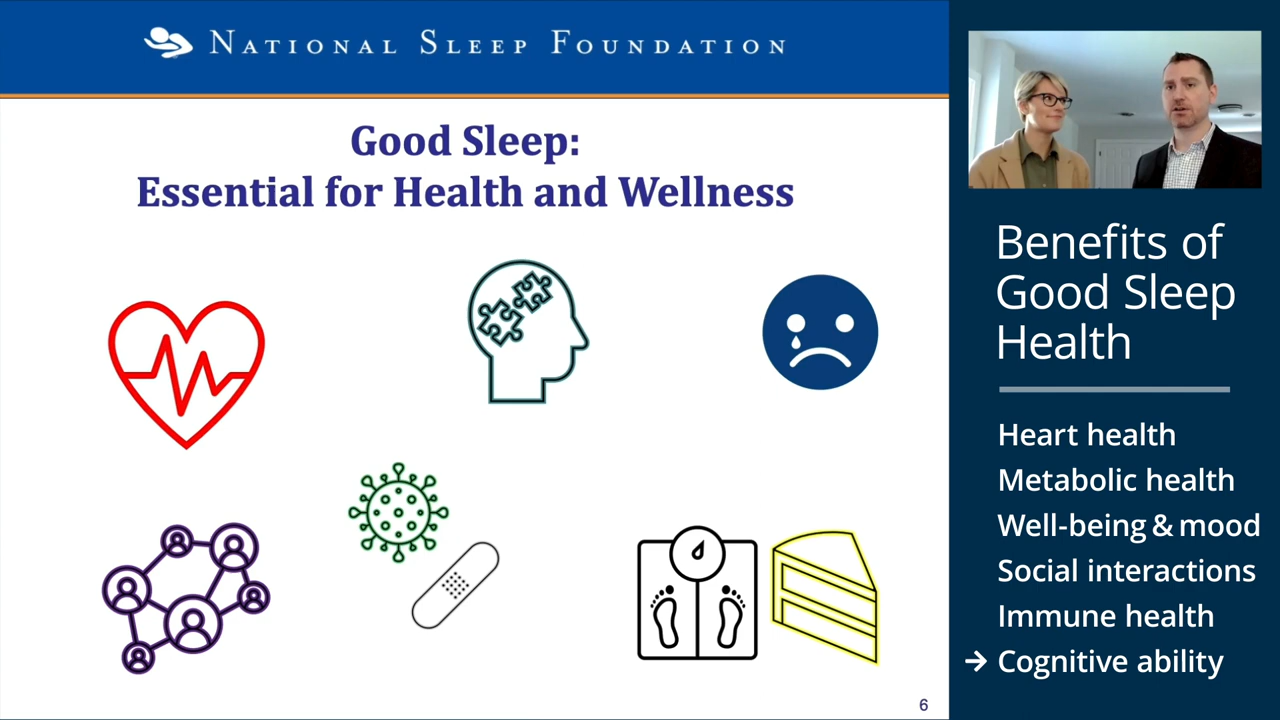 NATIONAL SLEEP FOUNDATION
Good Sleep:
Essential for Health and Wellness
6
Benefits of
Good Sleep
Health
Heart health
Metabolic health
Well-being & mood
Social interactions
Immune health
→ Cognitive ability